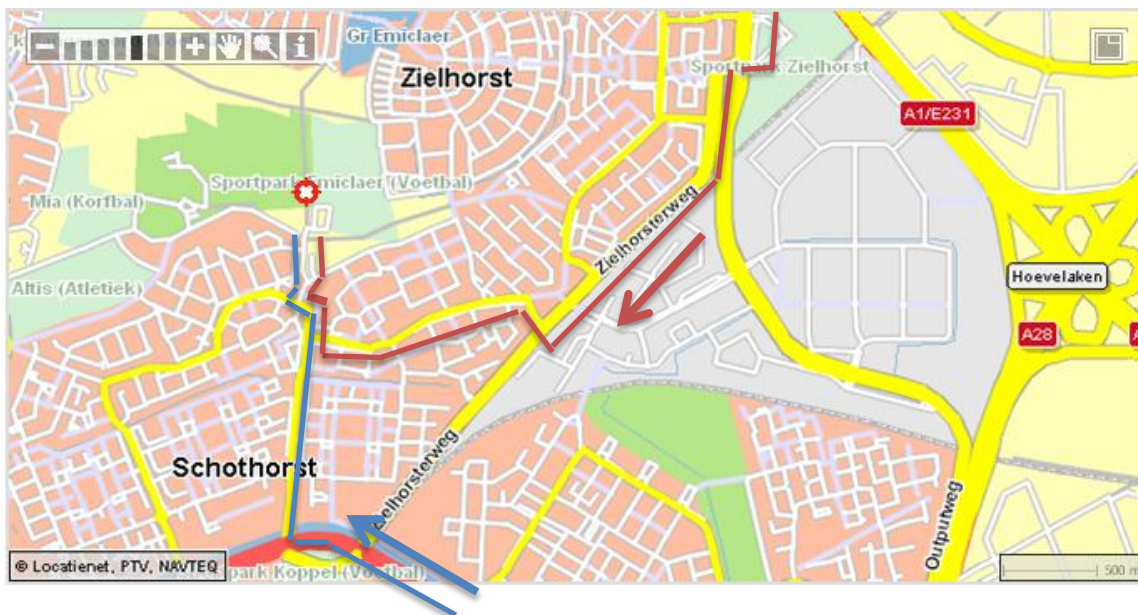 Gr Emiclaer
Zielhorst
Sportpark Zielhorst
A1/E231
Sportpark Emiclaer (Voetbal)
Mia (Korfbal)
Zielhorsterweg
Hoevelaken
Altis (Atletiek)
A28
Schothorst
Zielhorsterweg
Outputweg
© Locatienet, PTV, NAVTEQ
park Koppel (Voetbal)
500 m